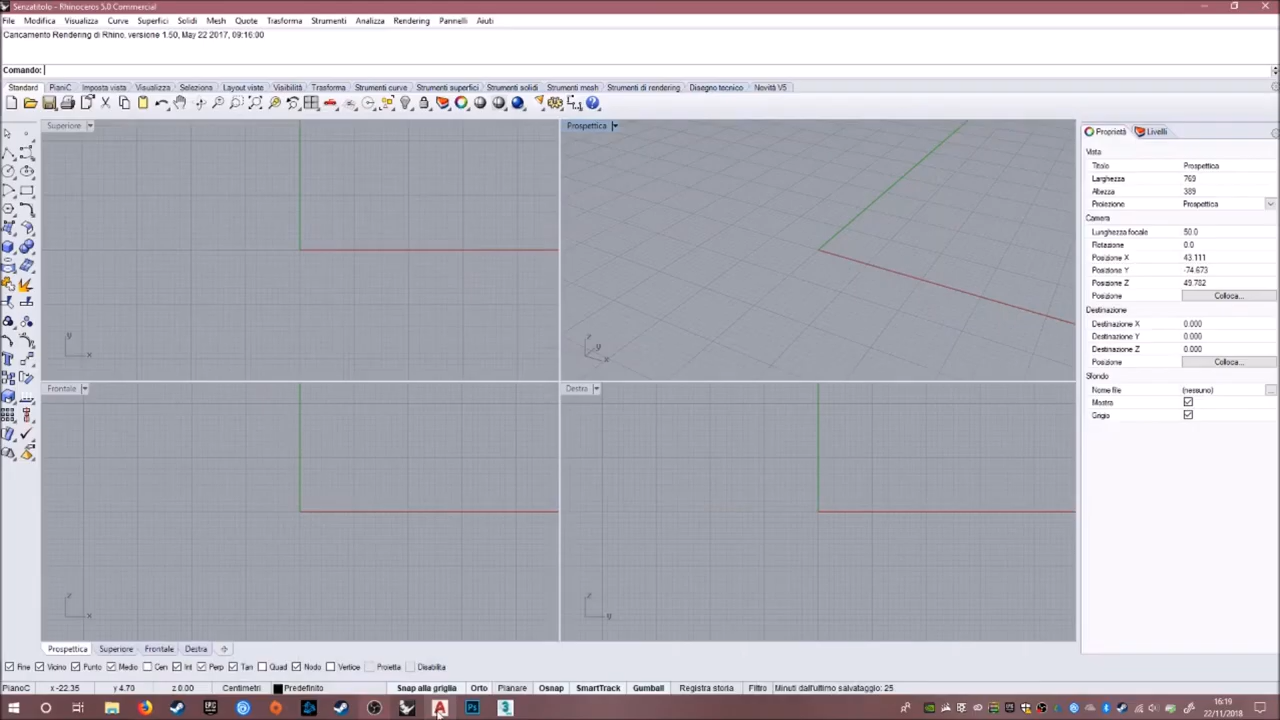 Senzatitolo - Rhinoceros 5.0 Commercial
File Modifica Visualizza Curve Superfici Solidi Mesh Quote Trasforma Strumenti Analizza Rendering Pannelli Aiuti
Caricamento Rendering di Rhino, versione 1.50, May 22 2017, 09:16:00
Comando:
Standard PianiC Imposta vista Visualizza Seleziona Layout viste Visibilità Trasforma Strumenti curve Strumenti superfici Strumenti solidi Strumenti mesh Strumenti di rendering Disegno tecnico Novità V5
Superiore
Prospettica
Proprietà Livelli
Vista
Titolo Prospettica
Larghezza 769
Altezza 389
Proiezione Prospettica
Camera
Lunghezza focale 50.0
Rotazione 0.0
Posizione X 43.111
Posizione Y -74.673
Posizione Z 49.782
Posizione Colloca...
Destinazione
Destinazione X 0.000
Destinazione Y 0.000
Destinazione Z 0.000
Posizione Colloca...
Sfondo
Nome file (nessuno) ...
Mostra
Grigio
y
x
z
y
x
Frontale
Destra
z
x
z
y
Prospettica Superiore Frontale Destra
Fine Vicino Punto Medio Cen Int Perp Tan Quad Nodo Vertice Proietta Disabilita
PianoC x -22.35 y 4.70 z 0.00 Centimetri Predefinito Snap alla griglia Orto Planare Osnap SmartTrack Gumball Registra storia Filtro Minuti dall'ultimo salvataggio: 25
16:19
22/11/2018